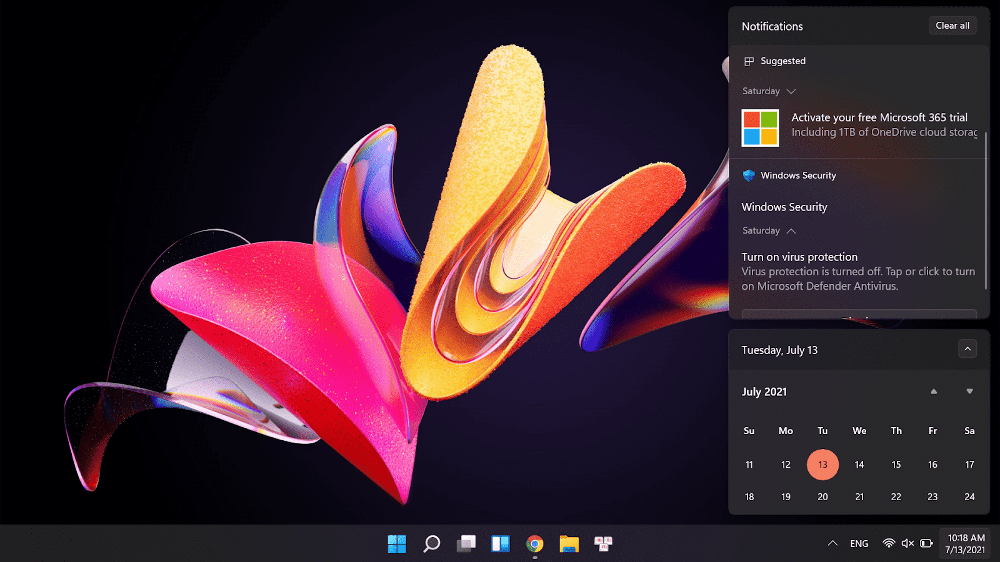 Notifications
Clear all
Suggested
Saturday
Activate your free Microsoft 365 trial
Including 1TB of OneDrive cloud storag
Windows Security
Windows Security
Saturday
Turn on virus protection
Virus protection is turned off. Tap or click to turn
on Microsoft Defender Antivirus.
Tuesday, July 13
July 2021
Su Mo Tu We Th Fr Sa
11 12 13 14 15 16 17
18 19 20 21 22 23 24
ENG
10:18 AM
7/13/2021